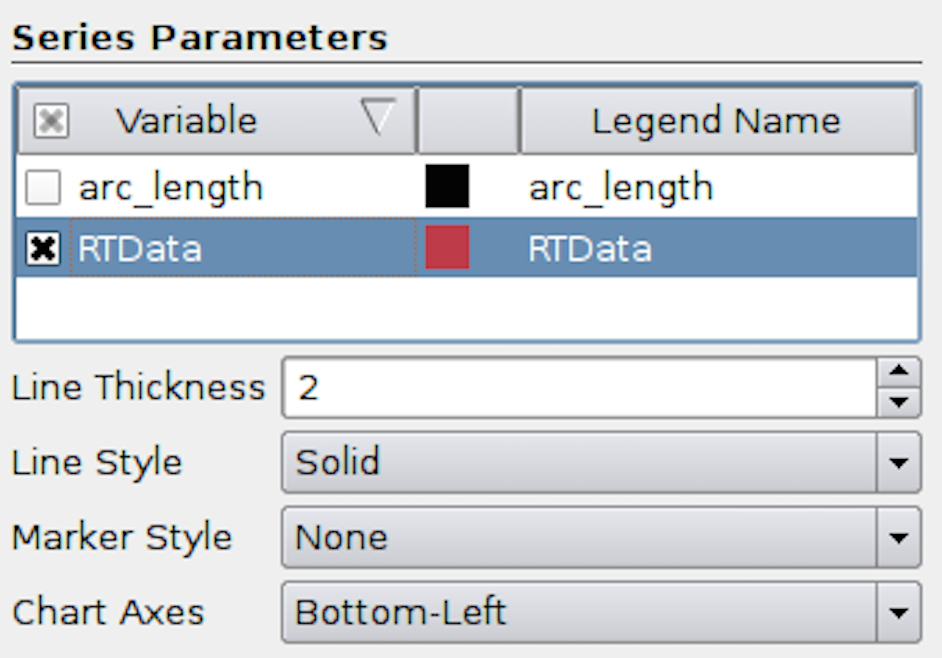 Series Parameters
Variable Legend Name
arc_length arc_length
RTData RTData
Line Thickness 2
Line Style Solid
Marker Style None
Chart Axes Bottom-Left